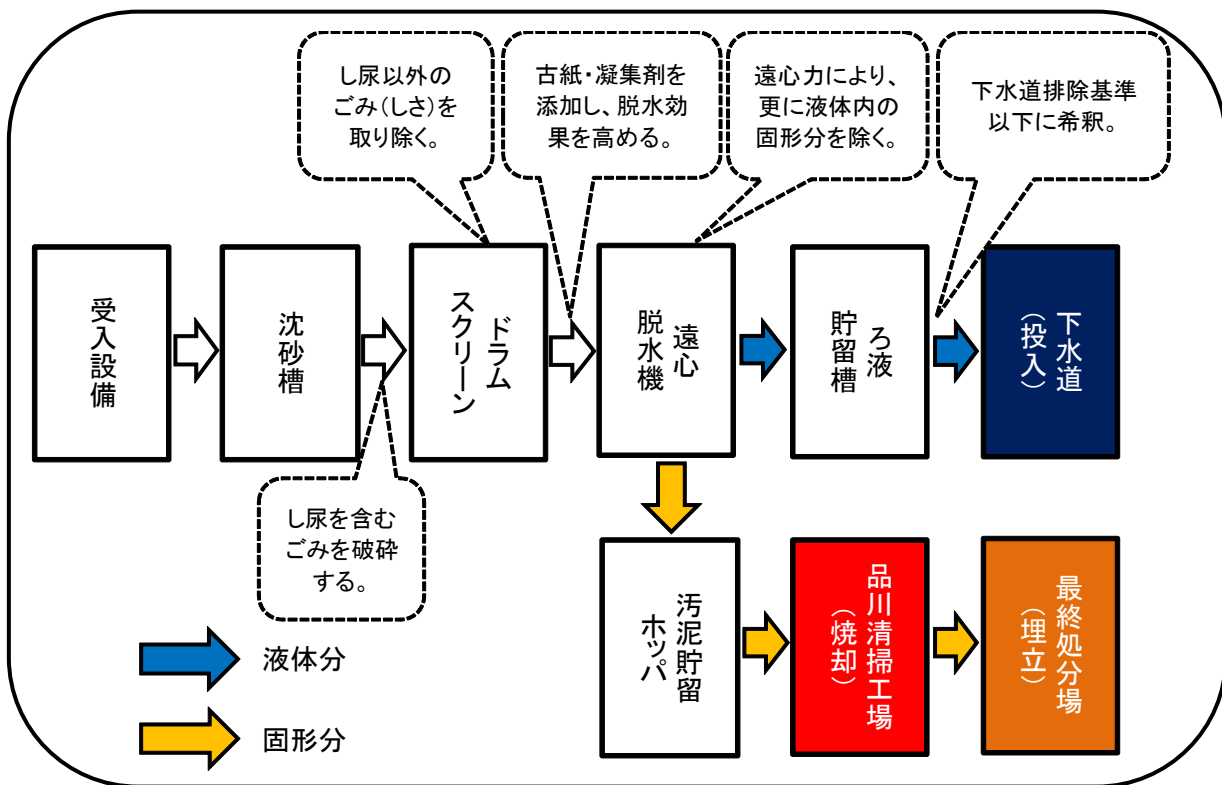 し尿以外の
ごみ（しさ）を
取り除く。
古紙・凝集剤を
添加し、脱水効
果を高める。
遠心力により、
更に液体内の
固形分を除く。
下水道排除基準
以下に希釈。
受入設備
沈砂槽
ドラム
スクリーン
遠心
脱水機
ろ液
貯留槽
下水道
（投入）
し尿を含む
ごみを破砕
する。
汚泥貯留
ホッパ
品川清掃工場
（焼却）
最終処分場
（埋立）
液体分
固形分